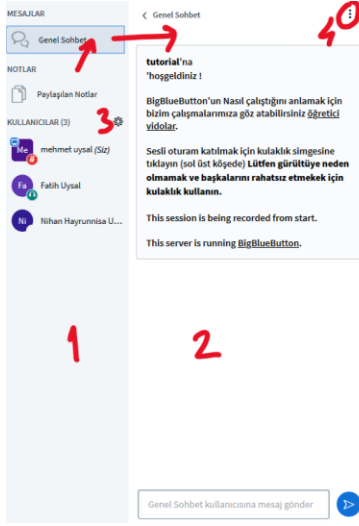 MESAJLAR
Genel Sohbet
NOTLAR
Paylaşılan Notlar
KULLANICILAR (3)
3
Me
mehmet uysal (Siz)
Fa
Fatih Uysal
Ni
Nihan Hayrunnisa U...
1
Genel Sohbet
4
tutorial'na
'hoşgeldiniz !
BigBlueButton'un Nasıl çalıştığını anlamak için
bizim çalışmalarımıza göz atabilirsiniz öğretici
vidolar.
Sesli oturam katılmak için kulaklık simgesine
tıklayın (sol üst köşede) Lütfen gürültüye neden
olmamak ve başkalarını rahatsız etmekek için
kulaklık kullanın.
This session is being recorded from start.
This server is running BigBlueButton.
2
Genel Sohbet kullanıcısına mesaj gönder